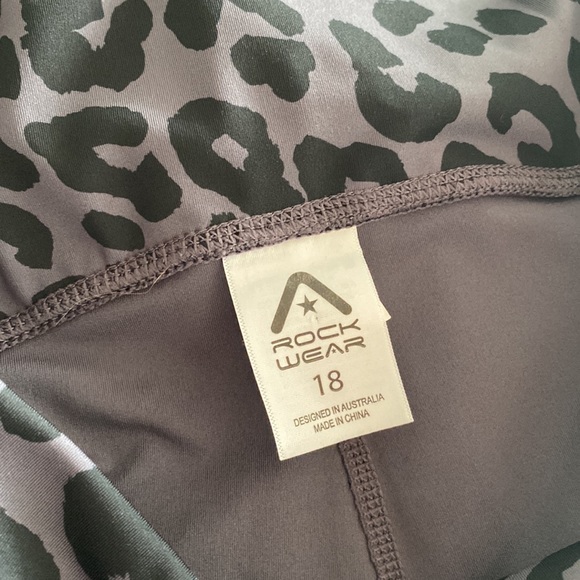 ROCK
WEAR
18
DESIGNED IN AUSTRALIA
MADE IN CHINA